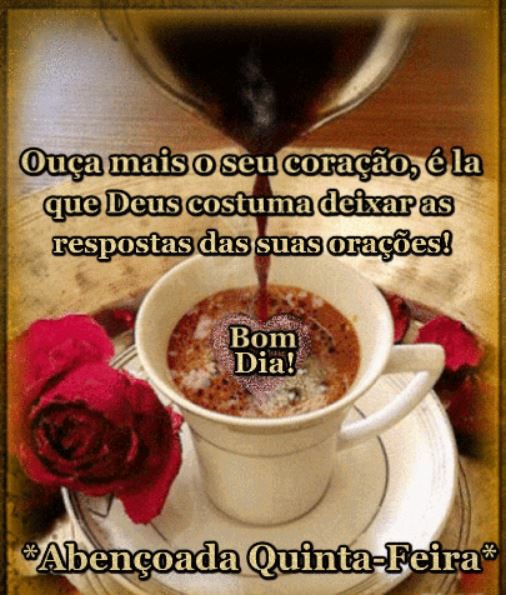 Ouça mais o seu coração, é la
que Deus costuma deixar as
respostas das suas orações!
Bom
Dia!
*Abençoada Quinta-Feira*